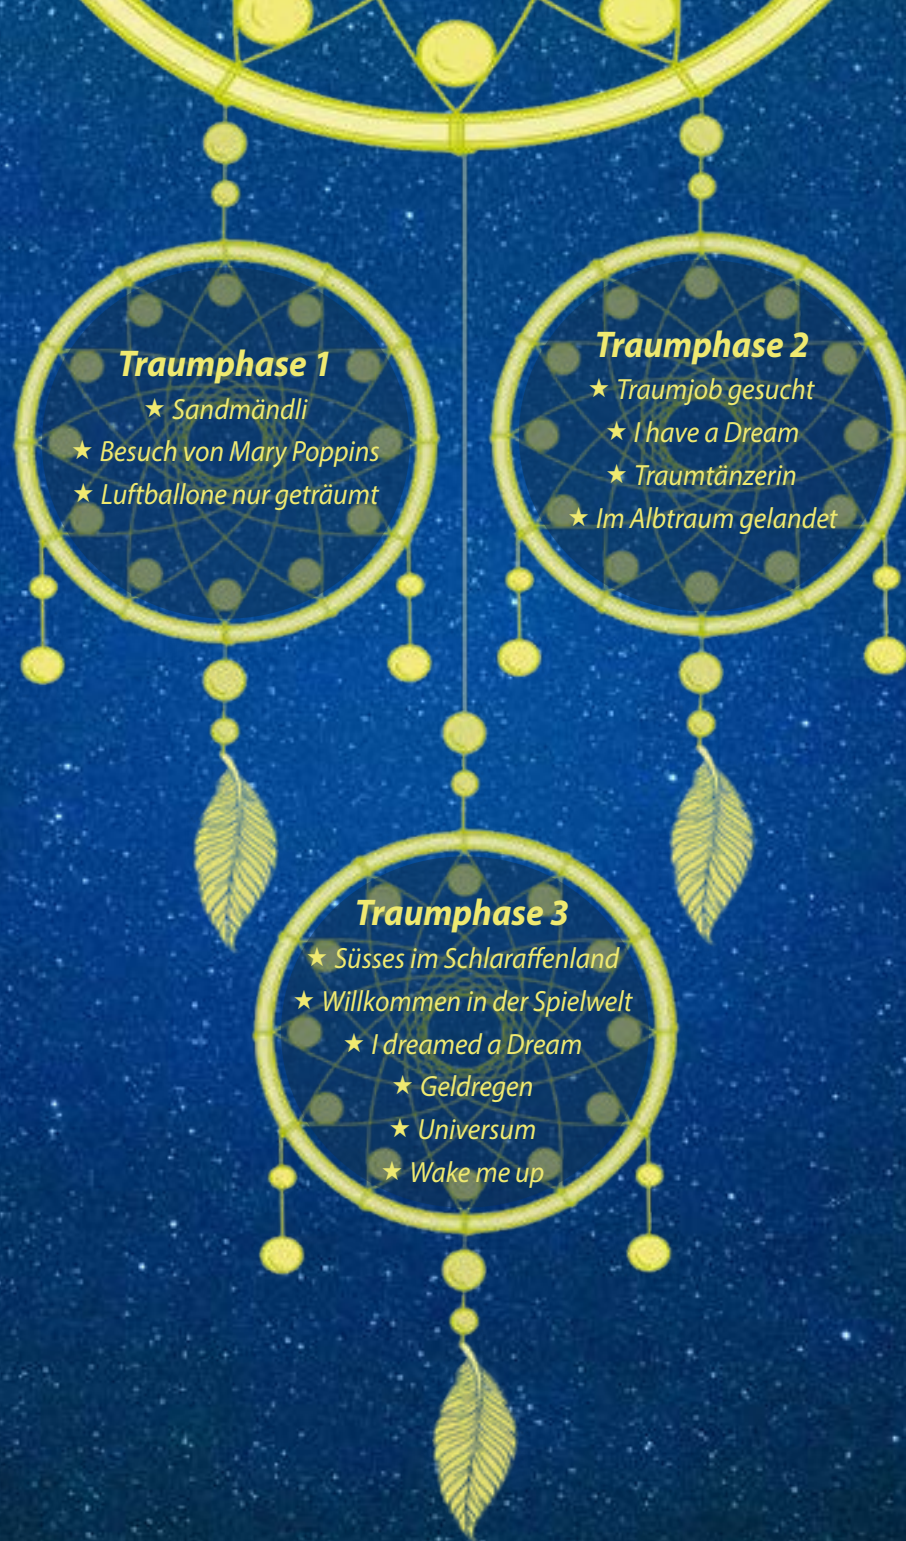 Traumphase 1
★ Sandmändli
★ Besuch von Mary Poppins
★ Luftballone nur geträumt
Traumphase 2
★ Traumjob gesucht
★ I have a Dream
★ Traumtänzerin
★ Im Albtraum gelandet
Traumphase 3
★ Süsses im Schlaraffenland
★ Willkommen in der Spielwelt
★ I dreamed a Dream
★ Geldregen
★ Universum
★ Wake me up